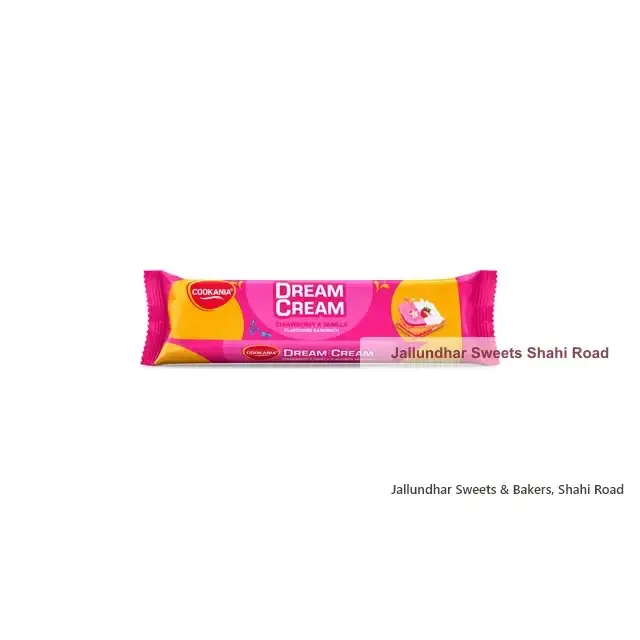 COOKANIA
DREAM
CREAM
STRAWBERRY & VANILLA
FLAVOURED SANDWICH
COOKANIA DREAM CREAM
Jallundhar Sweets Shahi Road
Jallundhar Sweets & Bakers, Shahi Road